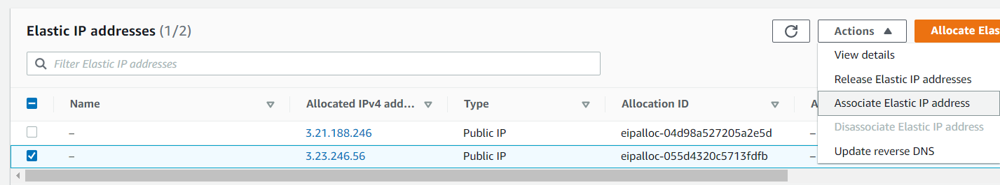 Elastic IP addresses (1/2)
Actions
Allocate Elas
Filter Elastic IP addresses
View details
Release Elastic IP addresses
Associate Elastic IP address
Disassociate Elastic IP address
Update reverse DNS
Name Allocated IPv4 add... Type Allocation ID A
– 3.21.188.246 Public IP eipalloc-04d98a527205a2e5d –
– 3.23.246.56 Public IP eipalloc-055d4320c5713fdfb –